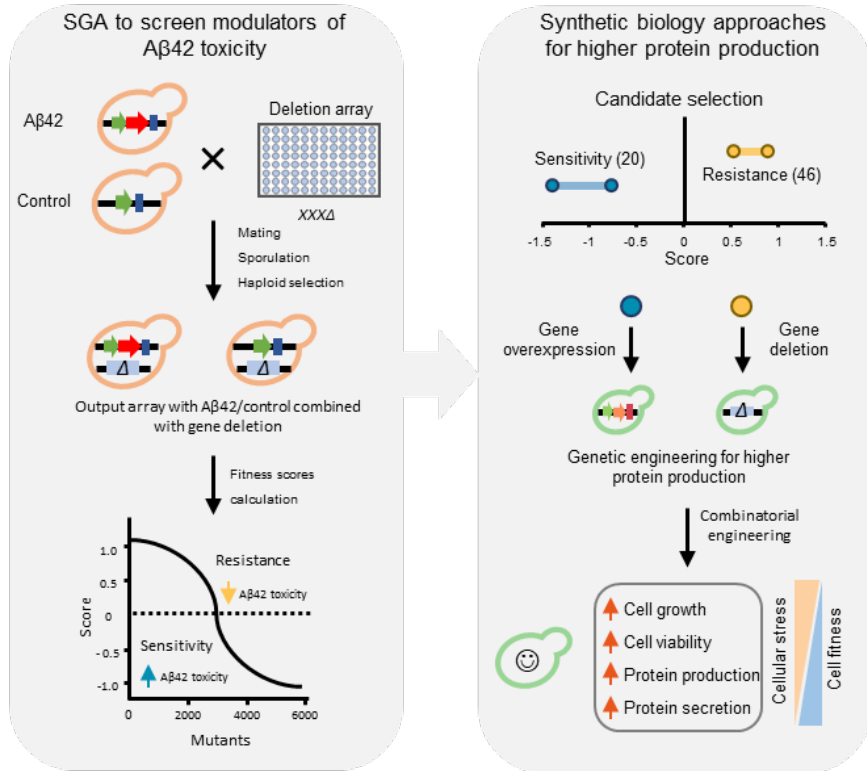 SGA to screen modulators of
Aβ42 toxicity
Aβ42
Control
Deletion array
XXXΔ
Mating
Sporulation
Haploid selection
Δ
Δ
Output array with Aβ42/control combined
with gene deletion
Fitness scores
calculation
Score
1.0
0.5
0
-0.5
-1.0
Resistance
Aβ42 toxicity
Sensitivity
Aβ42 toxicity
0
2000
4000
6000
Mutants
Synthetic biology approaches
for higher protein production
Candidate selection
Sensitivity (20)
Resistance (46)
-1.5
-1
-0.5
0
0.5
1
1.5
Score
Gene
overexpression
Gene
deletion
Δ
Genetic engineering for higher
protein production
Combinatorial
engineering
Cell growth
Cell viability
Protein production
Protein secretion
Cellular stress
Cell fitness